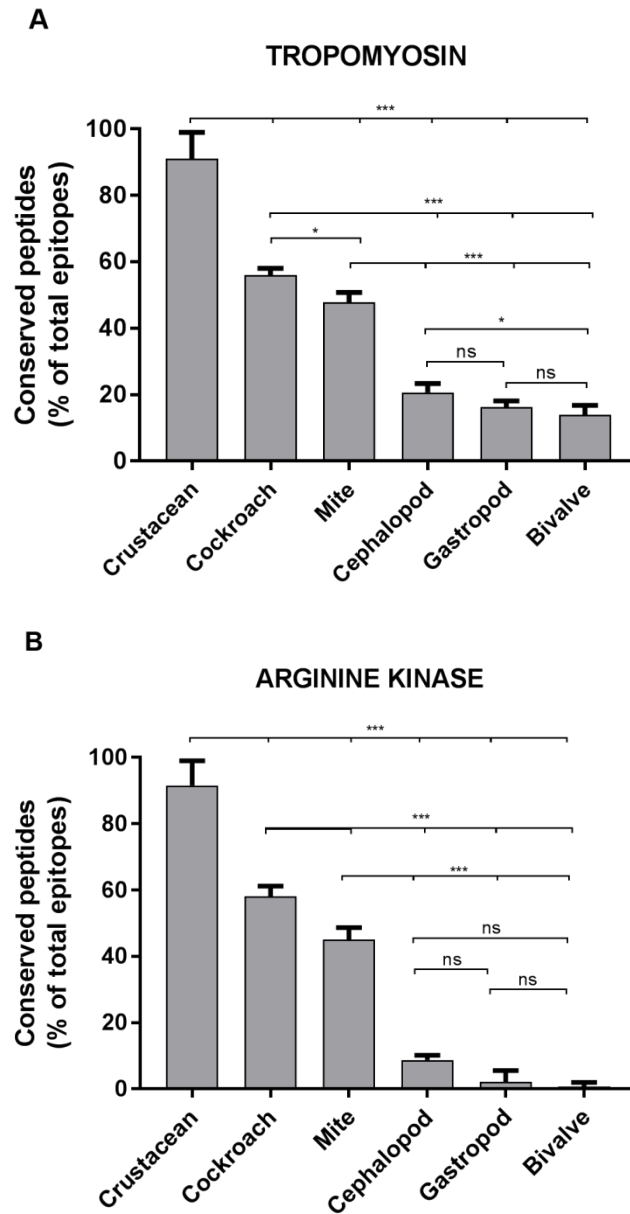 A
TROPOMYOSIN
***
***
*
***
*
ns
ns
Conserved peptides
(% of total epitopes)
100
80
60
40
20
0
Crustacean
Cockroach
Mite
Cephalopod
Gastropod
Bivalve
B
ARGININE KINASE
***
***
***
ns
ns
ns
Conserved peptides
(% of total epitopes)
100
80
60
40
20
0
Crustacean
Cockroach
Mite
Cephalopod
Gastropod
Bivalve